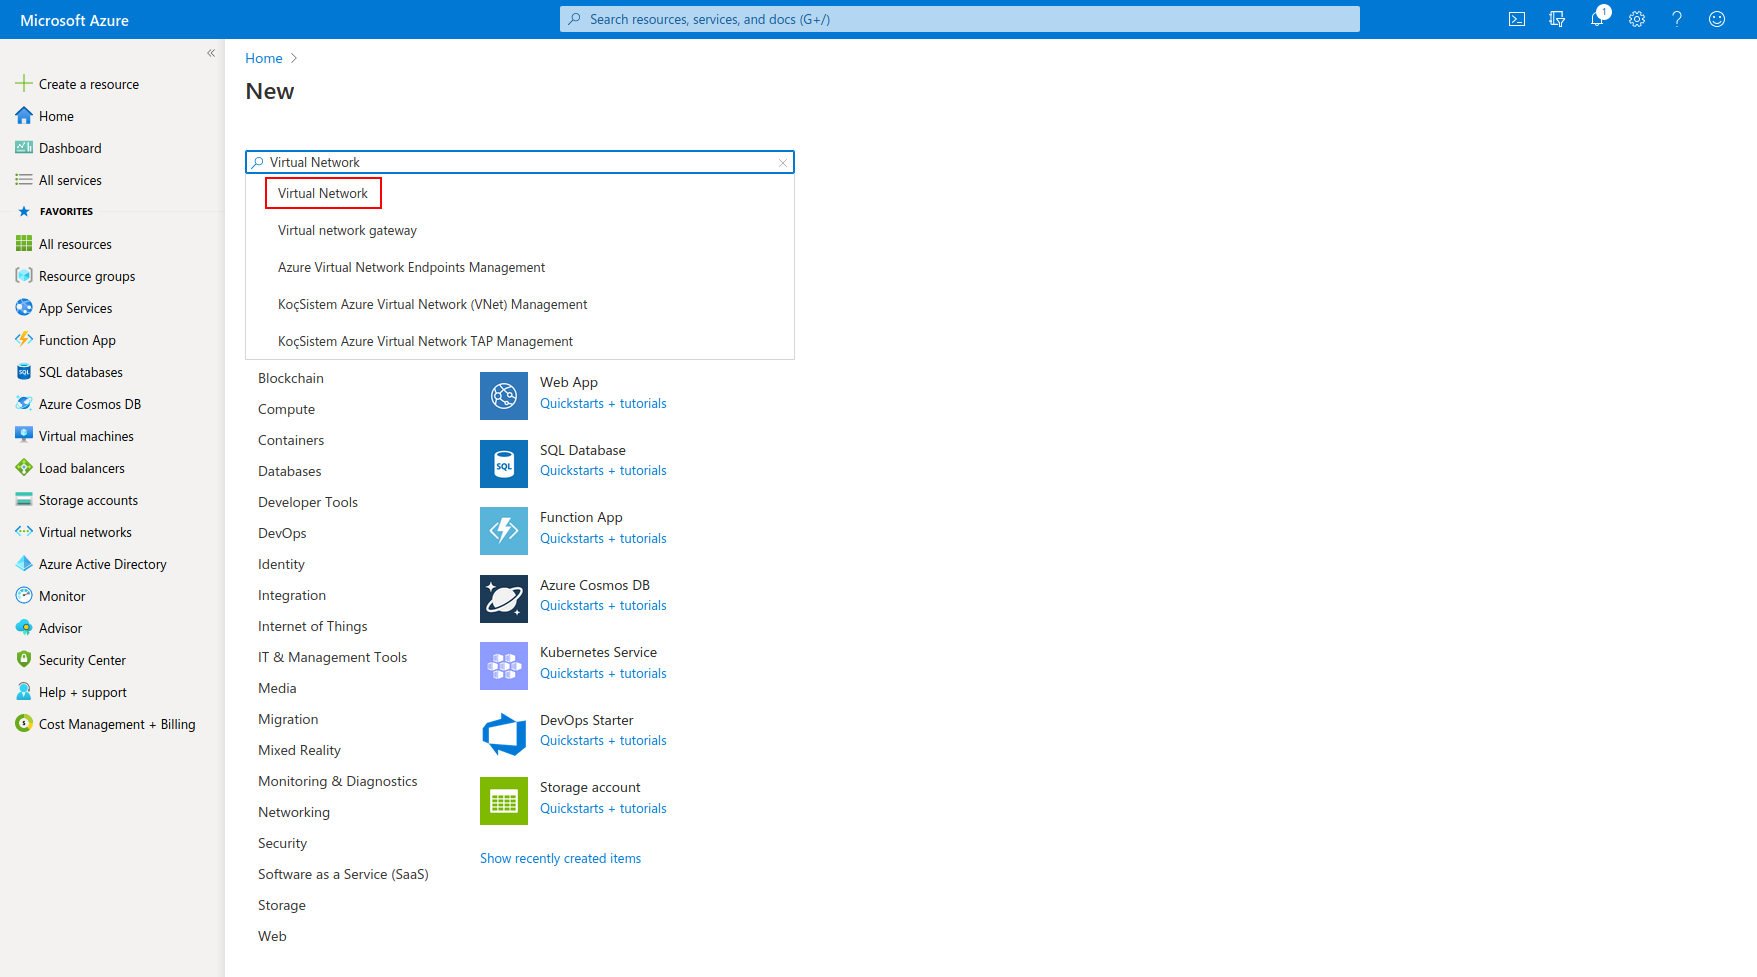 Microsoft Azure
Search resources, services, and docs (G+/)
1
Create a resource
Home
Dashboard
All services
FAVORITES
All resources
Resource groups
App Services
Function App
SQL databases
Azure Cosmos DB
Virtual machines
Load balancers
Storage accounts
Virtual networks
Azure Active Directory
Monitor
Advisor
Security Center
Help + support
Cost Management + Billing
Home >
New
Virtual Network
Virtual Network
Virtual network gateway
Azure Virtual Network Endpoints Management
KoçSistem Azure Virtual Network (VNet) Management
KoçSistem Azure Virtual Network TAP Management
Blockchain
Compute
Containers
Databases
Developer Tools
DevOps
Identity
Integration
Internet of Things
IT & Management Tools
Media
Migration
Mixed Reality
Monitoring & Diagnostics
Networking
Security
Software as a Service (SaaS)
Storage
Web
Web App
Quickstarts + tutorials
SQL
SQL Database
Quickstarts + tutorials
Function App
Quickstarts + tutorials
Azure Cosmos DB
Quickstarts + tutorials
Kubernetes Service
Quickstarts + tutorials
DevOps Starter
Quickstarts + tutorials
Storage account
Quickstarts + tutorials
Show recently created items